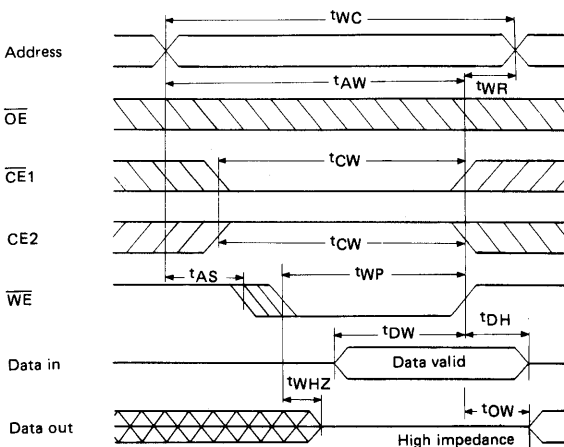 tWC
Address
tAW
tWR
OE
CE1
tCW
CE2
tCW
tAS
tWP
WE
tDW
tDH
Data in
Data valid
tWHZ
tOW
Data out
High impedance